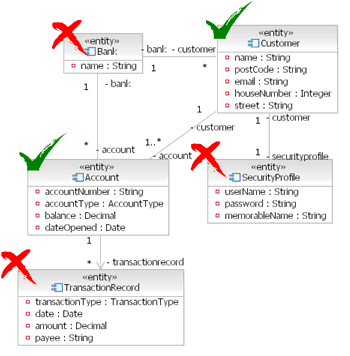 «entity»
Bank
name : String
- bank
- customer
1
*
«entity»
Customer
name : String
postCode : String
email : String
houseNumber : Integer
street : String
1
- bank
*
- account
1..*
- account
1
- customer
1
- customer
1
- securityprofile
«entity»
Account
accountNumber : String
accountType : AccountType
balance : Decimal
dateOpened : Date
«entity»
SecurityProfile
userName : String
password : String
memorableName : String
1
*
- transactionrecord
«entity»
TransactionRecord
transactionType : TransactionType
date : Date
amount : Decimal
payee : String